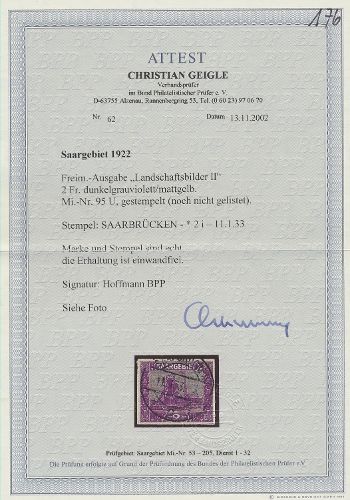 176
ATTEST
CHRISTIAN GEIGLE
Verbandsprüfer
im Bund Philatelistischer Prüfer e. V.
D-63755 Alzenau, Rannenbergring 53, Tel. (0 60 23) 97 06 70
Nr. 62 Datum 13.11.2002
Saargebiet 1922
Freim.-Ausgabe „Landschaftsbilder II"
2 Fr. dunkelgrauviolett/mattgelb.
Mi.-Nr. 95 U, gestempelt (noch nicht gelistet).
Stempel: SAARBRÜCKEN - * 2 i – 11.1.33
Marke und Stempel sind echt
die Erhaltung ist einwandfrei.
Signatur: Hoffmann BPP
Siehe Foto
SAARGEBIET
Prüfgebiet: Saargebiet Mi.-Nr. 53 – 205, Dienst 1 - 32
Die Prüfung erfolgte auf Grund der Prüfordnung des Bundes der Philatelistischen Prüfer e.V.